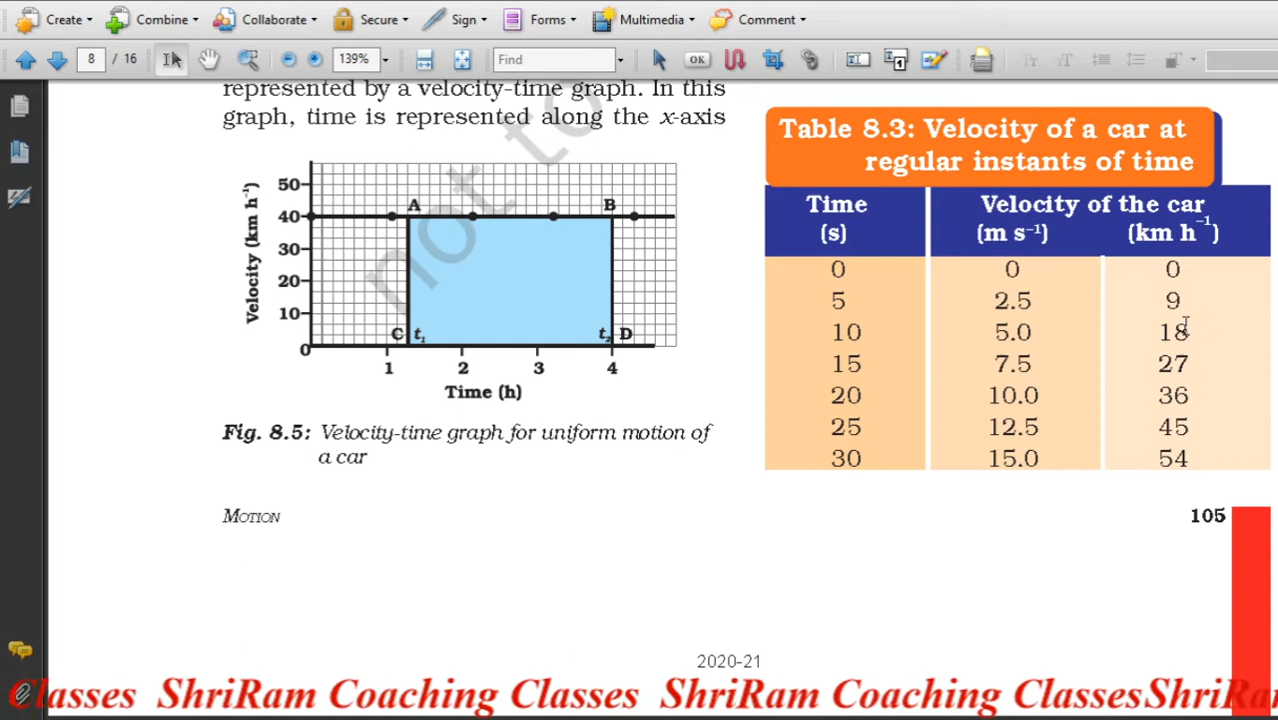 Create
Combine
Collaborate
Secure
Sign
Forms
Multimedia
Comment
8 / 16
139%
Find
OK
represented by a velocity-time graph. In this
graph, time is represented along the x-axis
not to
Velocity (km h⁻¹)
50
40
30
20
10
0
A
B
C t₁
t₂ D
1 2 3 4
Time (h)
Fig. 8.5: Velocity-time graph for uniform motion of
a car
Table 8.3: Velocity of a car at
regular instants of time
Time Velocity of the car
(s) (m s⁻¹) (km h⁻¹)
0 0 0
5 2.5 9
10 5.0 18
15 7.5 27
20 10.0 36
25 12.5 45
30 15.0 54
MOTION 105
2020-21
Classes ShriRam Coaching Classes ShriRam Coaching Classes ShriRa